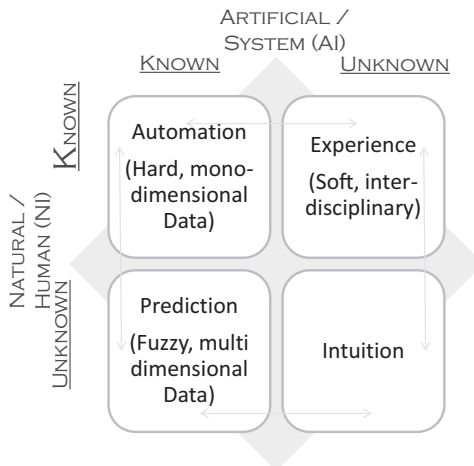 ARTIFICIAL /
SYSTEM (AI)
KNOWN
UNKNOWN
NATURAL /
HUMAN (NI)
KNOWN
UNKNOWN
Automation
(Hard, mono-
dimensional
Data)
Experience
(Soft, inter-
disciplinary)
Prediction
(Fuzzy, multi
dimensional
Data)
Intuition